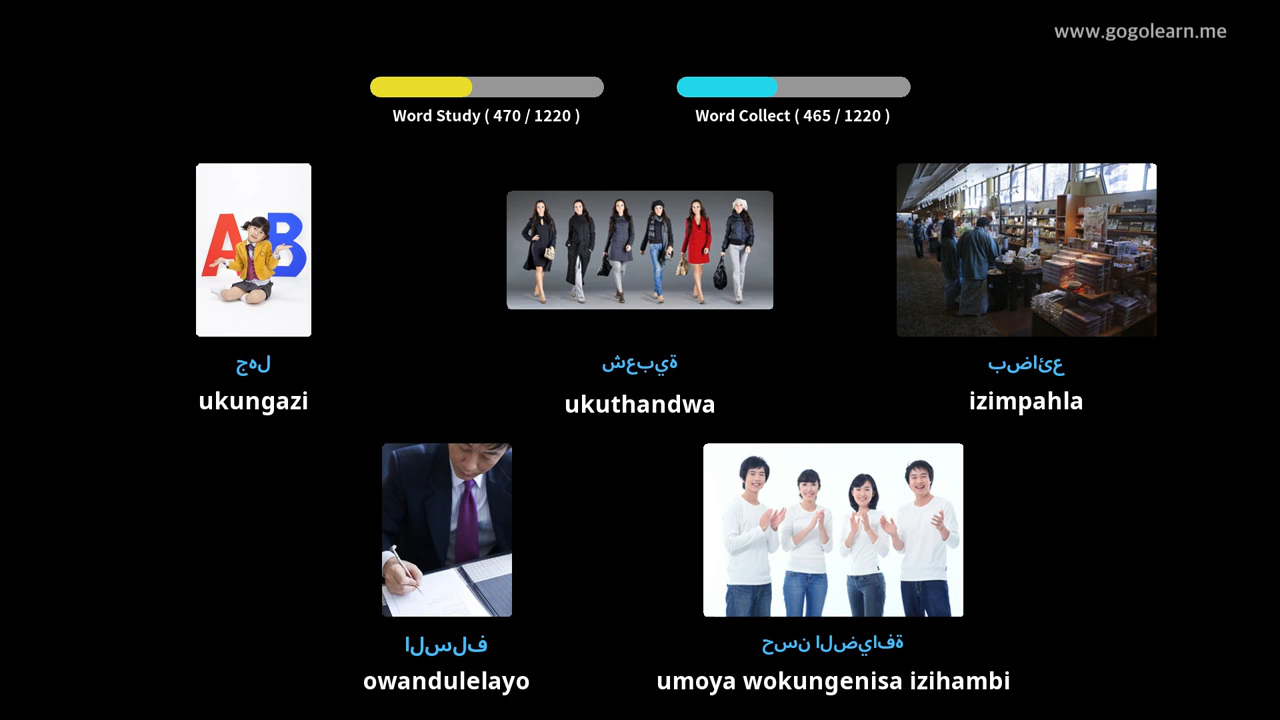 www.gogolearn.me
Word Study ( 470 / 1220 )
Word Collect ( 465 / 1220 )
جهل
ukungazi
شعبية
ukuthandwa
بضائع
izimpahla
السلف
owandulelayo
حسن الضيافة
umoya wokungenisa izihambi